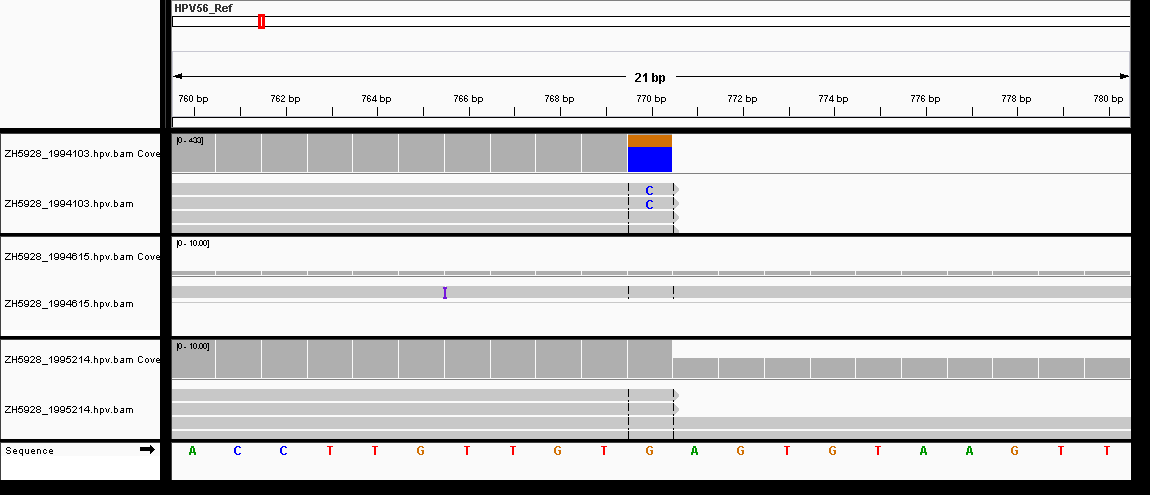 HPV56_Ref
21 bp
760 bp 762 bp 764 bp 766 bp 768 bp 770 bp 772 bp 774 bp 776 bp 778 bp 780 bp
[0 - 433]
ZH5928_1994103.hpv.bam Cove
C
ZH5928_1994103.hpv.bam
C
[0 - 10.00]
ZH5928_1994615.hpv.bam Cove
ZH5928_1994615.hpv.bam
[0 - 10.00]
ZH5928_1995214.hpv.bam Cove
ZH5928_1995214.hpv.bam
Sequence A C C T T G T T G T G A G T G T A A G T T